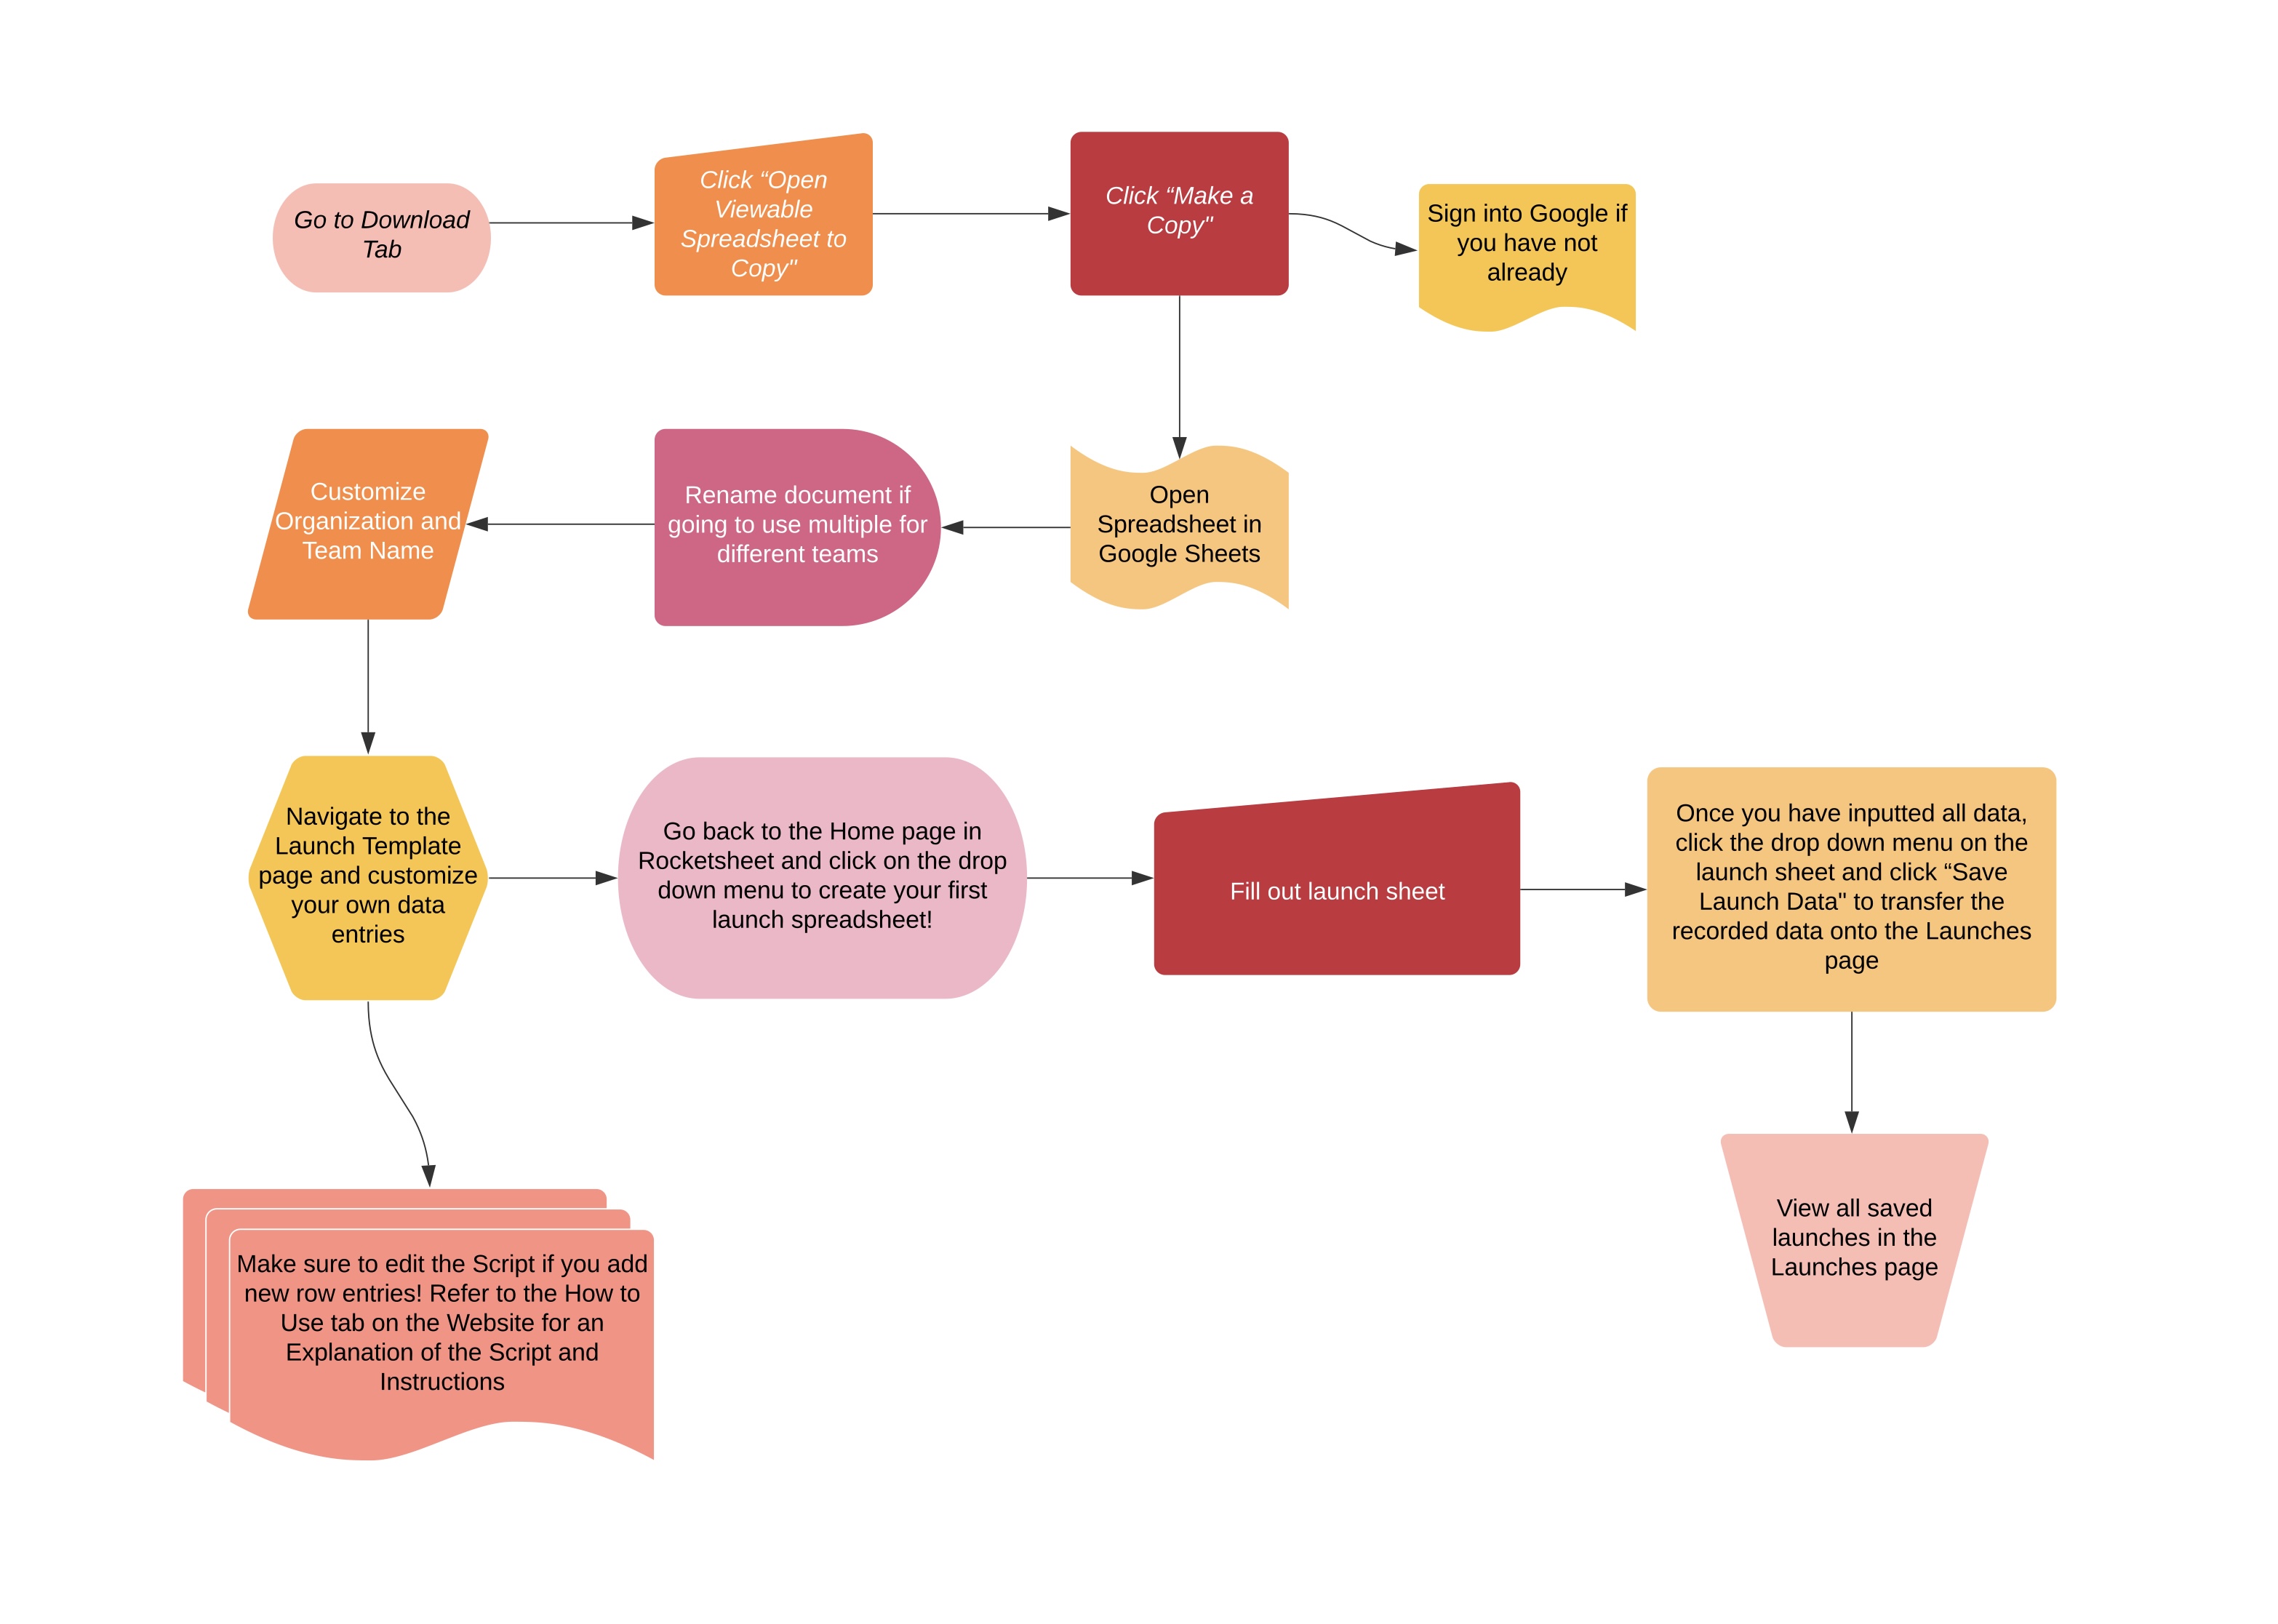 Go to Download
Tab
Click “Open
Viewable
Spreadsheet to
Copy"
Click “Make a
Copy"
Sign into Google if
you have not
already
Open
Spreadsheet in
Google Sheets
Rename document if
going to use multiple for
different teams
Customize
Organization and
Team Name
Navigate to the
Launch Template
page and customize
your own data
entries
Go back to the Home page in
Rocketsheet and click on the drop
down menu to create your first
launch spreadsheet!
Fill out launch sheet
Once you have inputted all data,
click the drop down menu on the
launch sheet and click “Save
Launch Data" to transfer the
recorded data onto the Launches
page
Make sure to edit the Script if you add
new row entries! Refer to the How to
Use tab on the Website for an
Explanation of the Script and
Instructions
View all saved
launches in the
Launches page